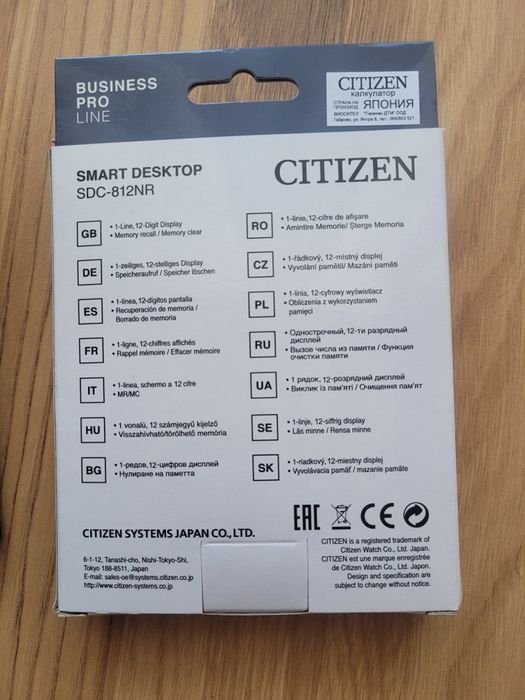 BUSINESS
PRO
LINE
CITIZEN
калкулатор
СТРАНА НА
ПРОИЗХОД
ЯПОНИЯ
ВНОСИТЕЛ
SMART DESKTOP
SDC-812NR
CITIZEN
GB
• 1-Line, 12-Digit Display
• Memory recall / Memory clear
DE
• 1-zeiliges, 12-stelliges Display
• Speicheraufruf / Speicher löschen
ES
• 1-linea, 12-digitos pantalla
• Recuperación de memoria /
Borrado de memoria
FR
• 1-ligne, 12-chiffres affichés
• Rappel mémoire / Effacer mémoire
IT
• 1-linea, schermo a 12 cifre
• MR/MC
HU
• 1 vonalú, 12 számjegyű kijelző
• Visszahívható/törölhető memória
BG
• 1-редов, 12-цифров дисплей
• Нулиране на паметта
RO
• 1-linie, 12-cifre de afişare
• Amintire Memorie/ Şterge Memoria
CZ
• 1-řádkový, 12-místný displej
• Vyvolání paměti/ Mazání paměti
PL
• 1-linia, 12-cyfrowy wyświetlacz
• Obliczenia z wykorzystaniem
pamięci
RU
• Однострочный, 12-ти разрядный
дисплей
• Вызов числа из памяти / Функция
очистки памяти
UA
• 1 рядок, 12-розрядний дисплей
• Виклик із пам'яті / Очищення пам'ят
SE
• 1-linje, 12-siffrig display
• Läs minne / Rensa minne
SK
• 1-riadkový, 12-miestny displej
• Vyvolávacia pamäť / mazanie pamäte
EAC
CE
CITIZEN SYSTEMS JAPAN CO., LTD.
6-1-12, Tanashi-cho, Nishi-Tokyo-Shi,
Tokyo 188-8511, Japan
E-mail: sales-oe@systems.citizen.co.jp
http://www.citizen-systems.co.jp
CITIZEN is a registered trademark of
Citizen Watch Co., Ltd. Japan.
CITIZEN est une marque enregistrée
de Citizen Watch Co., Ltd. Japan.
Design and specification are
subject to change without notice.